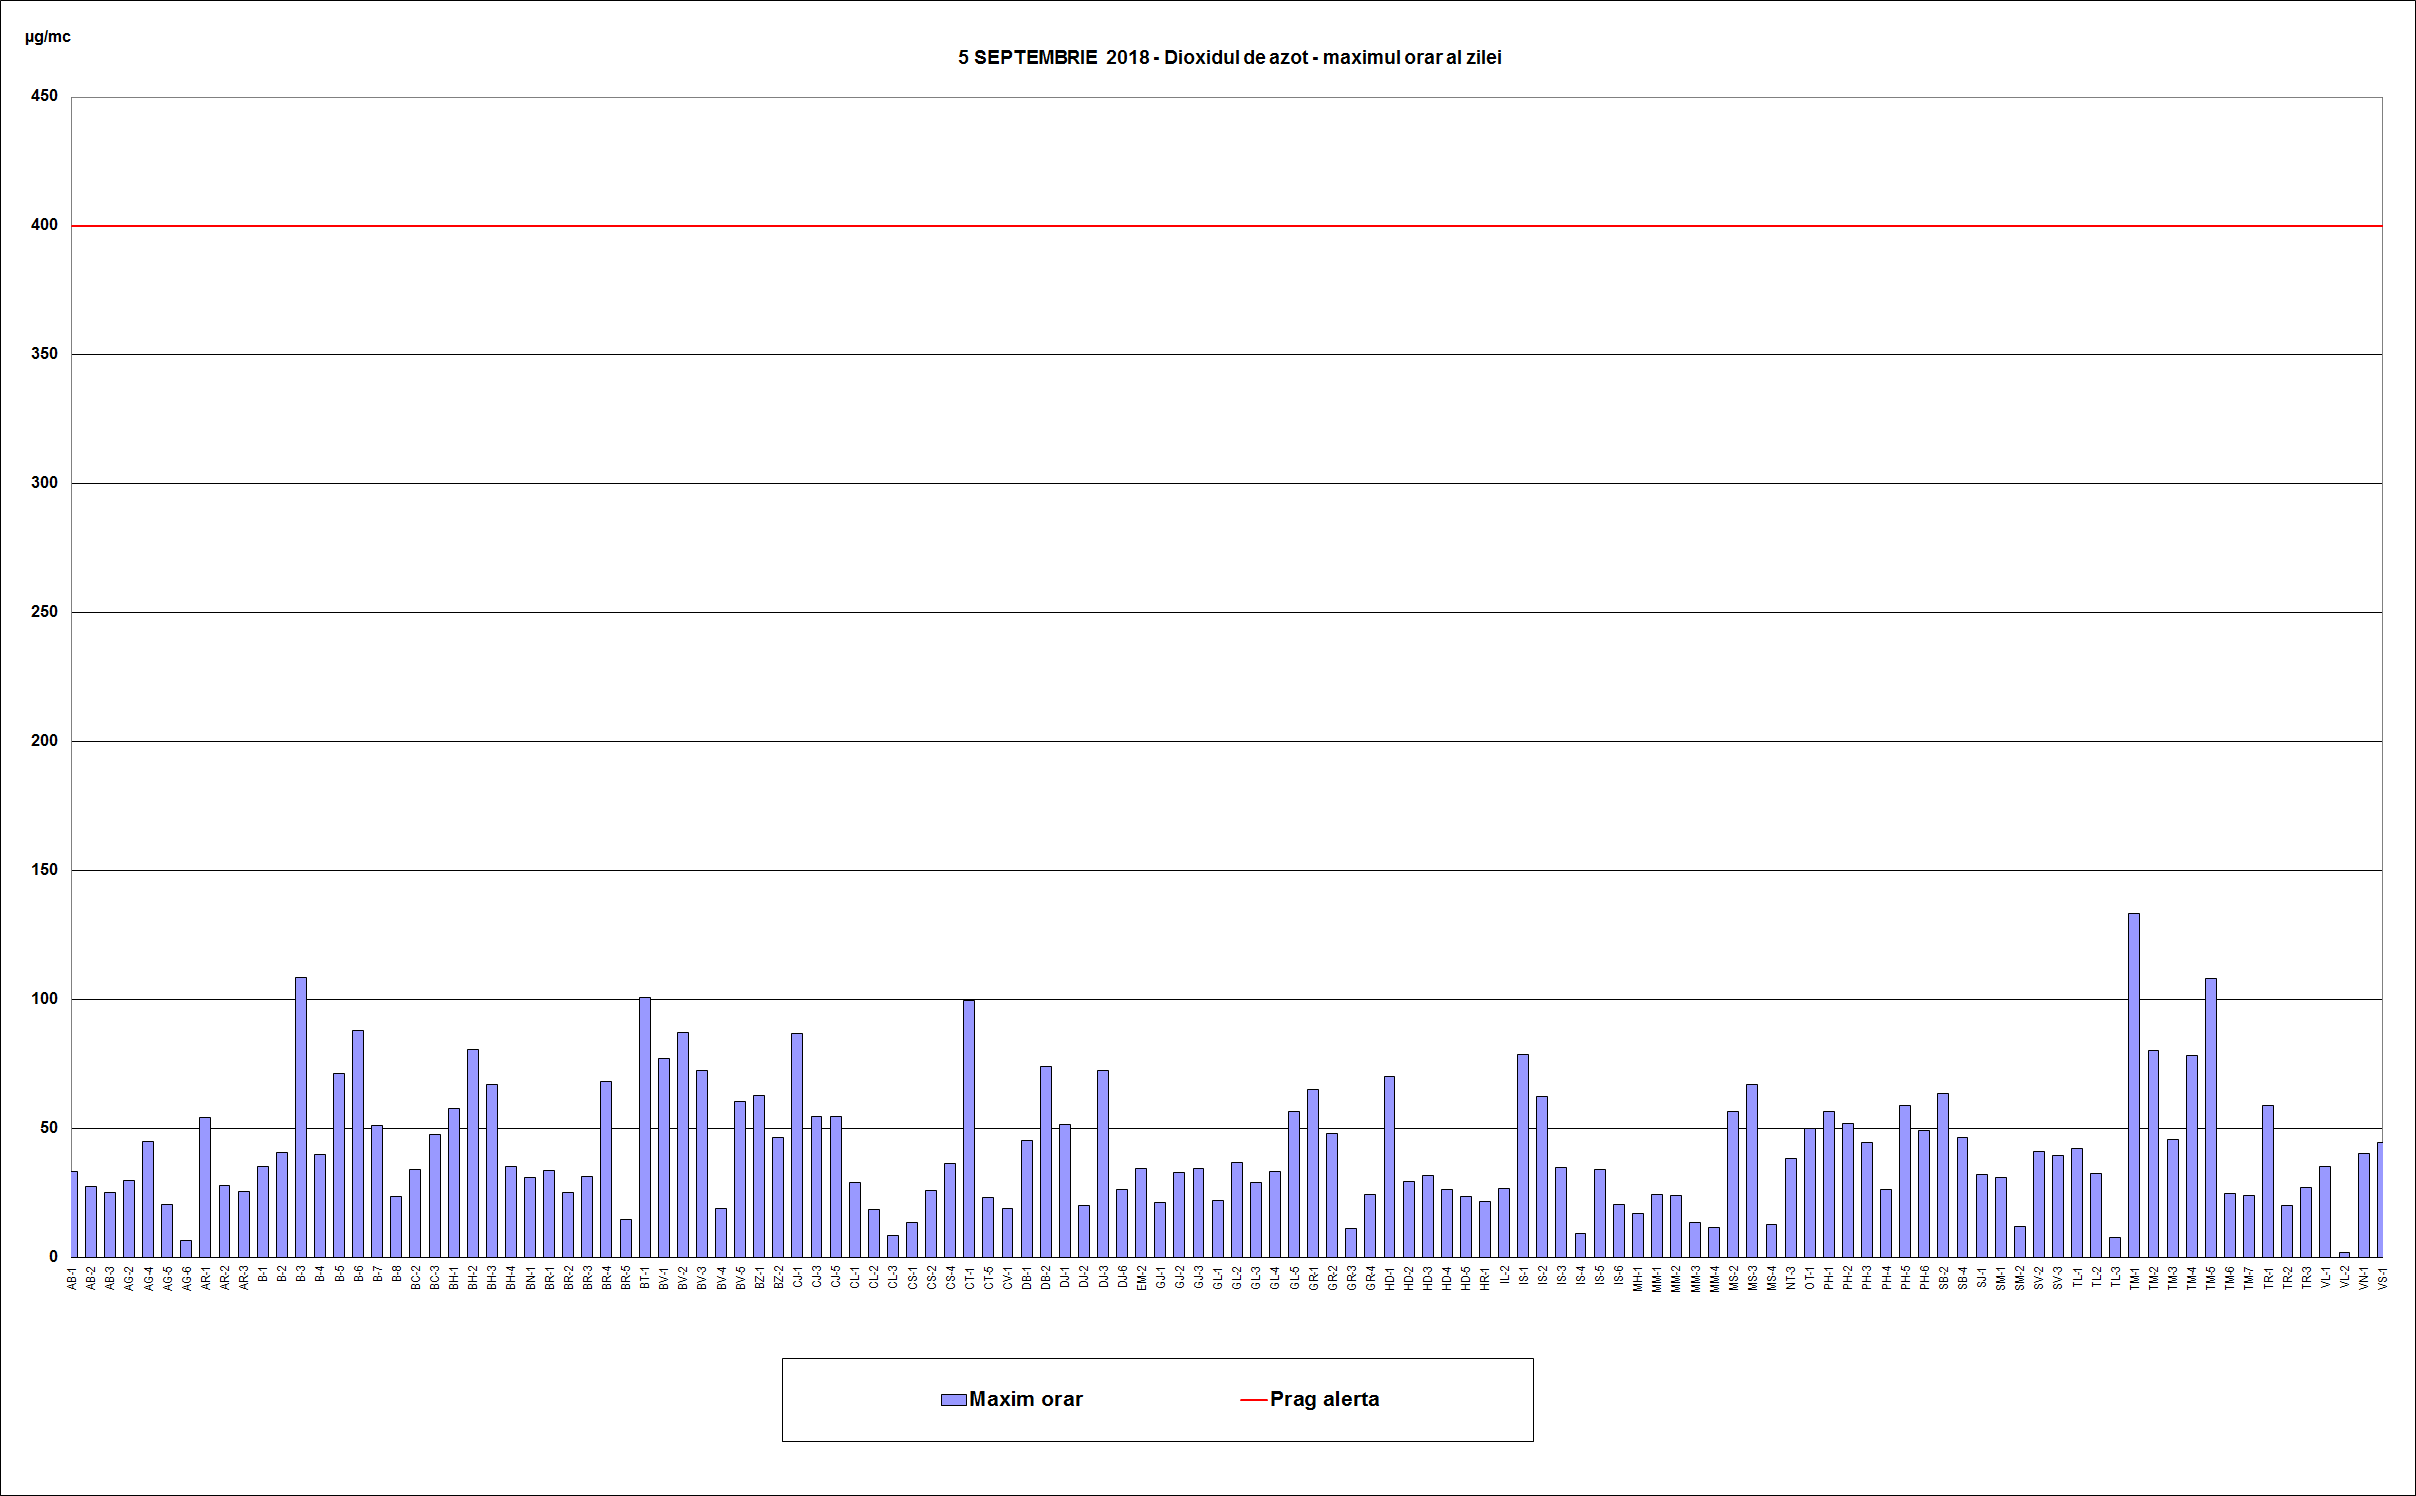 µg/mc
5 SEPTEMBRIE 2018 - Dioxidul de azot - maximul orar al zilei
450
400
350
300
250
200
150
100
50
0
AB-1 AB-2 AB-3 AG-2 AG-4 AG-5 AG-6 AR-1 AR-2 AR-3 B-1 B-2 B-3 B-4 B-5 B-6 B-7 B-8 BC-2 BC-3 BH-1 BH-2 BH-3 BH-4 BN-1 BR-1 BR-2 BR-3 BR-4 BR-5 BT-1 BV-1 BV-2 BV-3 BV-4 BV-5 BZ-1 BZ-2 CJ-1 CJ-3 CJ-5 CL-1 CL-2 CL-3 CS-1 CS-2 CS-4 CT-1 CT-5 CV-1 DB-1 DB-2 DJ-1 DJ-2 DJ-3 DJ-6 EM-2 GJ-1 GJ-2 GJ-3 GL-1 GL-2 GL-3 GL-4 GL-5 GR-1 GR-2 GR-3 GR-4 HD-1 HD-2 HD-3 HD-4 HD-5 HR-1 IL-2 IS-1 IS-2 IS-3 IS-4 IS-5 IS-6 MH-1 MM-1 MM-2 MM-3 MM-4 MS-2 MS-3 MS-4 NT-3 OT-1 PH-1 PH-2 PH-3 PH-4 PH-5 PH-6 SB-2 SB-4 SJ-1 SM-1 SM-2 SV-2 SV-3 TL-1 TL-2 TL-3 TM-1 TM-2 TM-3 TM-4 TM-5 TM-6 TM-7 TR-1 TR-2 TR-3 VL-1 VL-2 VN-1 VS-1
Maxim orar Prag alerta